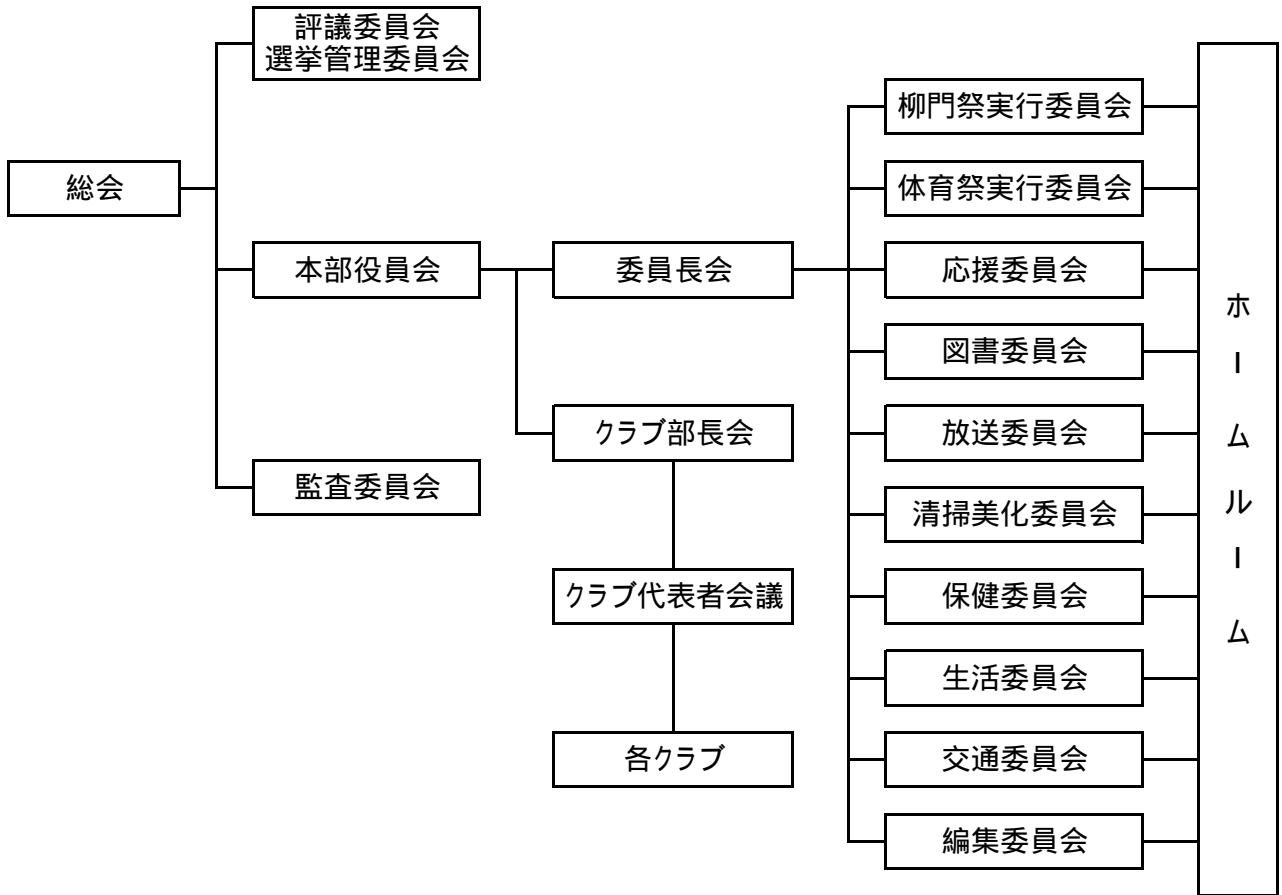 評議委員会
選挙管理委員会
総会
本部役員会
監査委員会
委員長会
クラブ部長会
クラブ代表者会議
各クラブ
柳門祭実行委員会
体育祭実行委員会
応援委員会
図書委員会
放送委員会
清掃美化委員会
保健委員会
生活委員会
交通委員会
編集委員会
ホームルーム